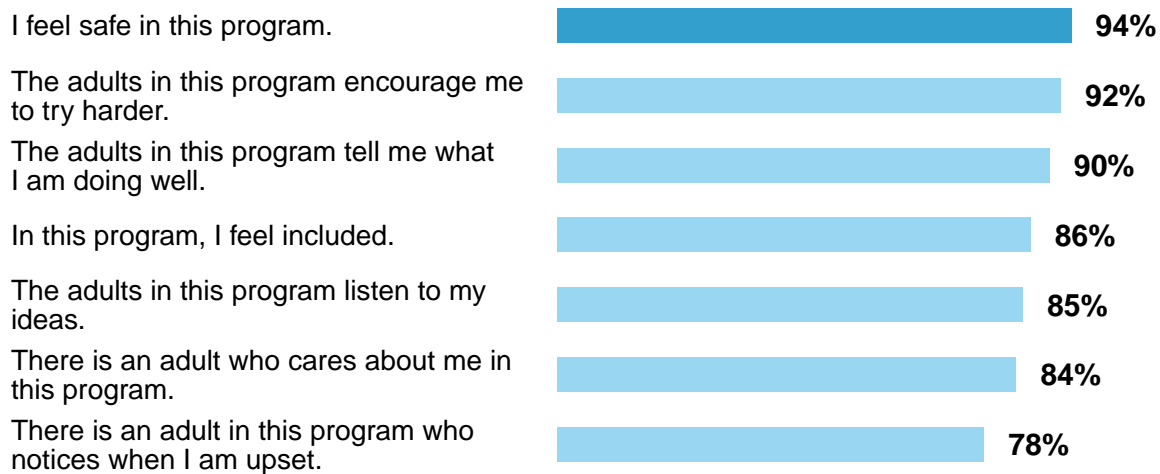 I feel safe in this program.
94%
The adults in this program encourage me
to try harder.
92%
The adults in this program tell me what
I am doing well.
90%
In this program, I feel included.
86%
The adults in this program listen to my
ideas.
85%
There is an adult who cares about me in
this program.
84%
There is an adult in this program who
notices when I am upset.
78%